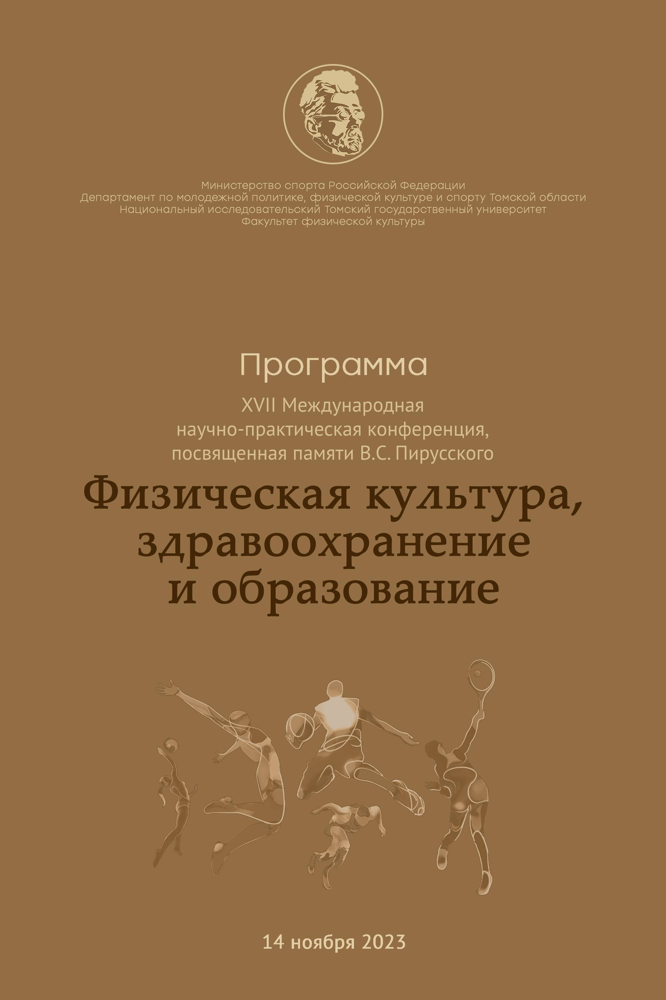 Министерство спорта Российской Федерации
Департамент по молодежной политике, физической культуре и спорту Томской области
Национальный исследовательский Томский государственный университет
Факультет физической культуры
Программа
XVII Международная
научно-практическая конференция,
посвященная памяти В.С. Пирусского
Физическая культура,
здравоохранение
и образование
14 ноября 2023